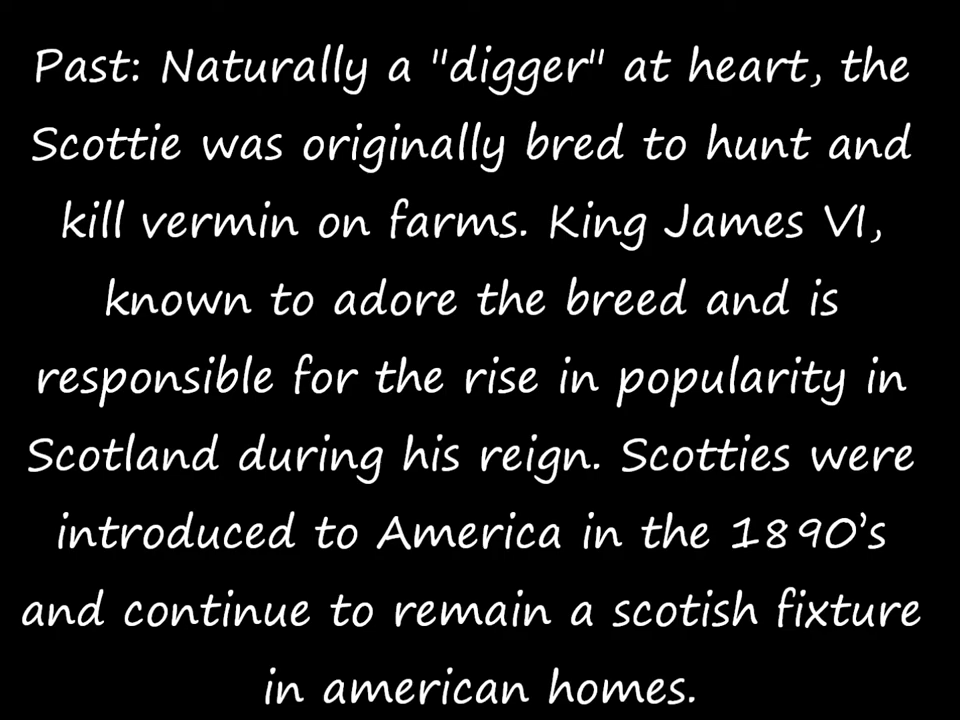 Past: Naturally a "digger" at heart, the
Scottie was originally bred to hunt and
kill vermin on farms. King James VI,
known to adore the breed and is
responsible for the rise in popularity in
Scotland during his reign. Scotties were
introduced to America in the 1890's
and continue to remain a scotish fixture
in american homes.